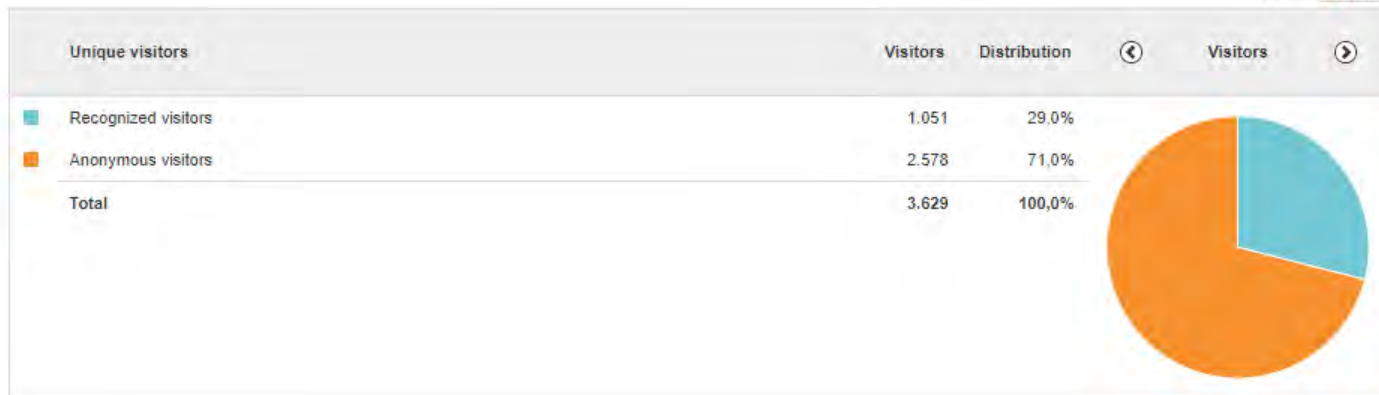 Unique visitors Visitors Distribution Visitors
Recognized visitors 1.051 29,0%
Anonymous visitors 2.578 71,0%
Total 3.629 100,0%